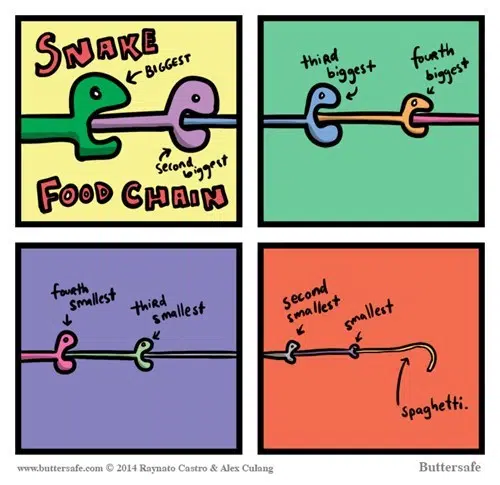 SNAKE
BIGGEST
second
biggest
FOOD CHAIN
third
biggest
fourth
biggest
fourth
smallest
third
smallest
second
smallest
smallest
spaghetti.
www.buttersafe.com © 2014 Raynato Castro & Alex Culang
Buttersafe